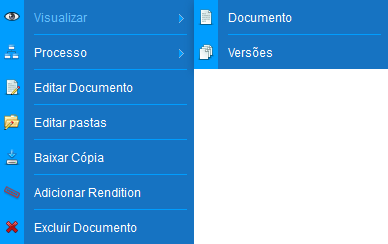 Visualizar
Processo
Editar Documento
Editar pastas
Baixar Cópia
Adicionar Rendition
Excluir Documento
Documento
Versões